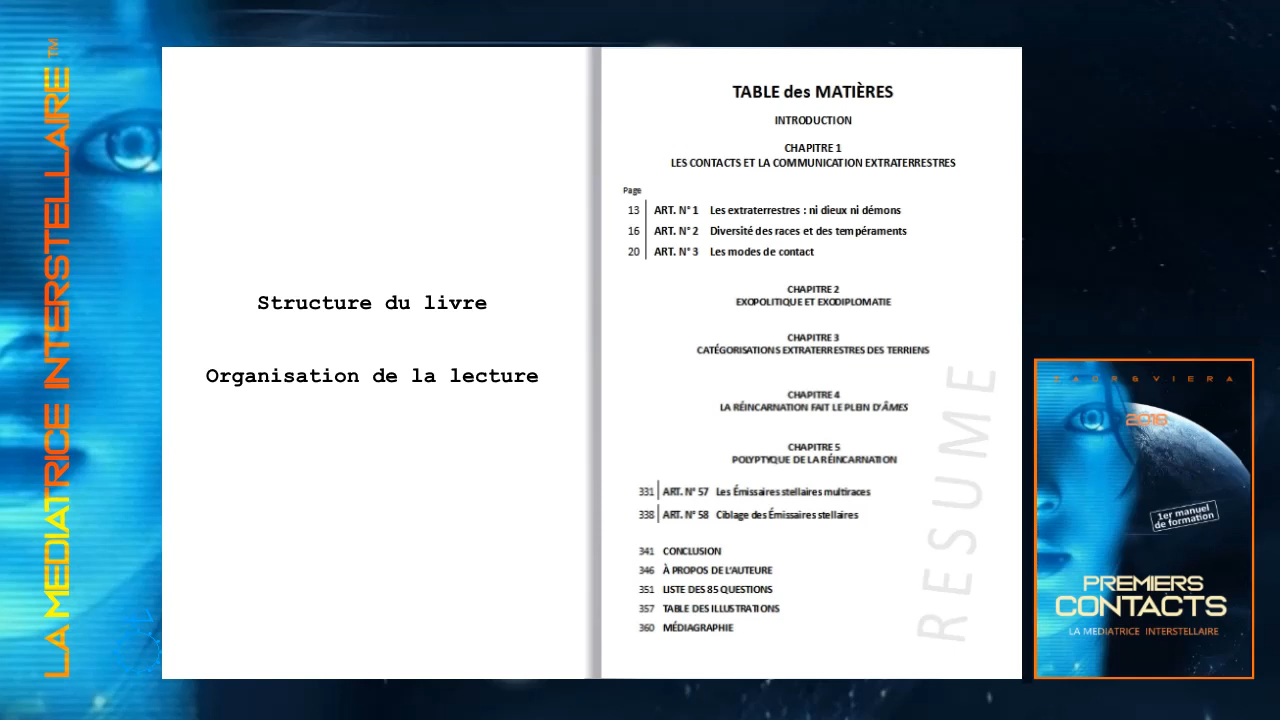 LA MEDIATRICE INTERSTELLAIRE™
Structure du livre
Organisation de la lecture
TABLE des MATIÈRES
INTRODUCTION
CHAPITRE 1
LES CONTACTS ET LA COMMUNICATION EXTRATERRESTRES
Page
13 ART. N° 1 Les extraterrestres : ni dieux ni démons
16 ART. N° 2 Diversité des races et des tempéraments
20 ART. N° 3 Les modes de contact
CHAPITRE 2
EXOPOLITIQUE ET EXODIPLOMATIE
CHAPITRE 3
CATÉGORISATIONS EXTRATERRESTRES DES TERRIENS
CHAPITRE 4
LA RÉINCARNATION FAIT LE PLEIN D'ÂMES
CHAPITRE 5
POLYPTYQUE DE LA RÉINCARNATION
331 ART. N° 57 Les Émissaires stellaires multiraces
338 ART. N° 58 Ciblage des Émissaires stellaires
341 CONCLUSION
346 À PROPOS DE L'AUTEURE
351 LISTE DES 85 QUESTIONS
357 TABLE DES ILLUSTRATIONS
360 MÉDIAGRAPHIE
RESUME
2018
1er manuel
de formation
PREMIERS
CONTACTS
LA MEDIATRICE INTERSTELLAIRE